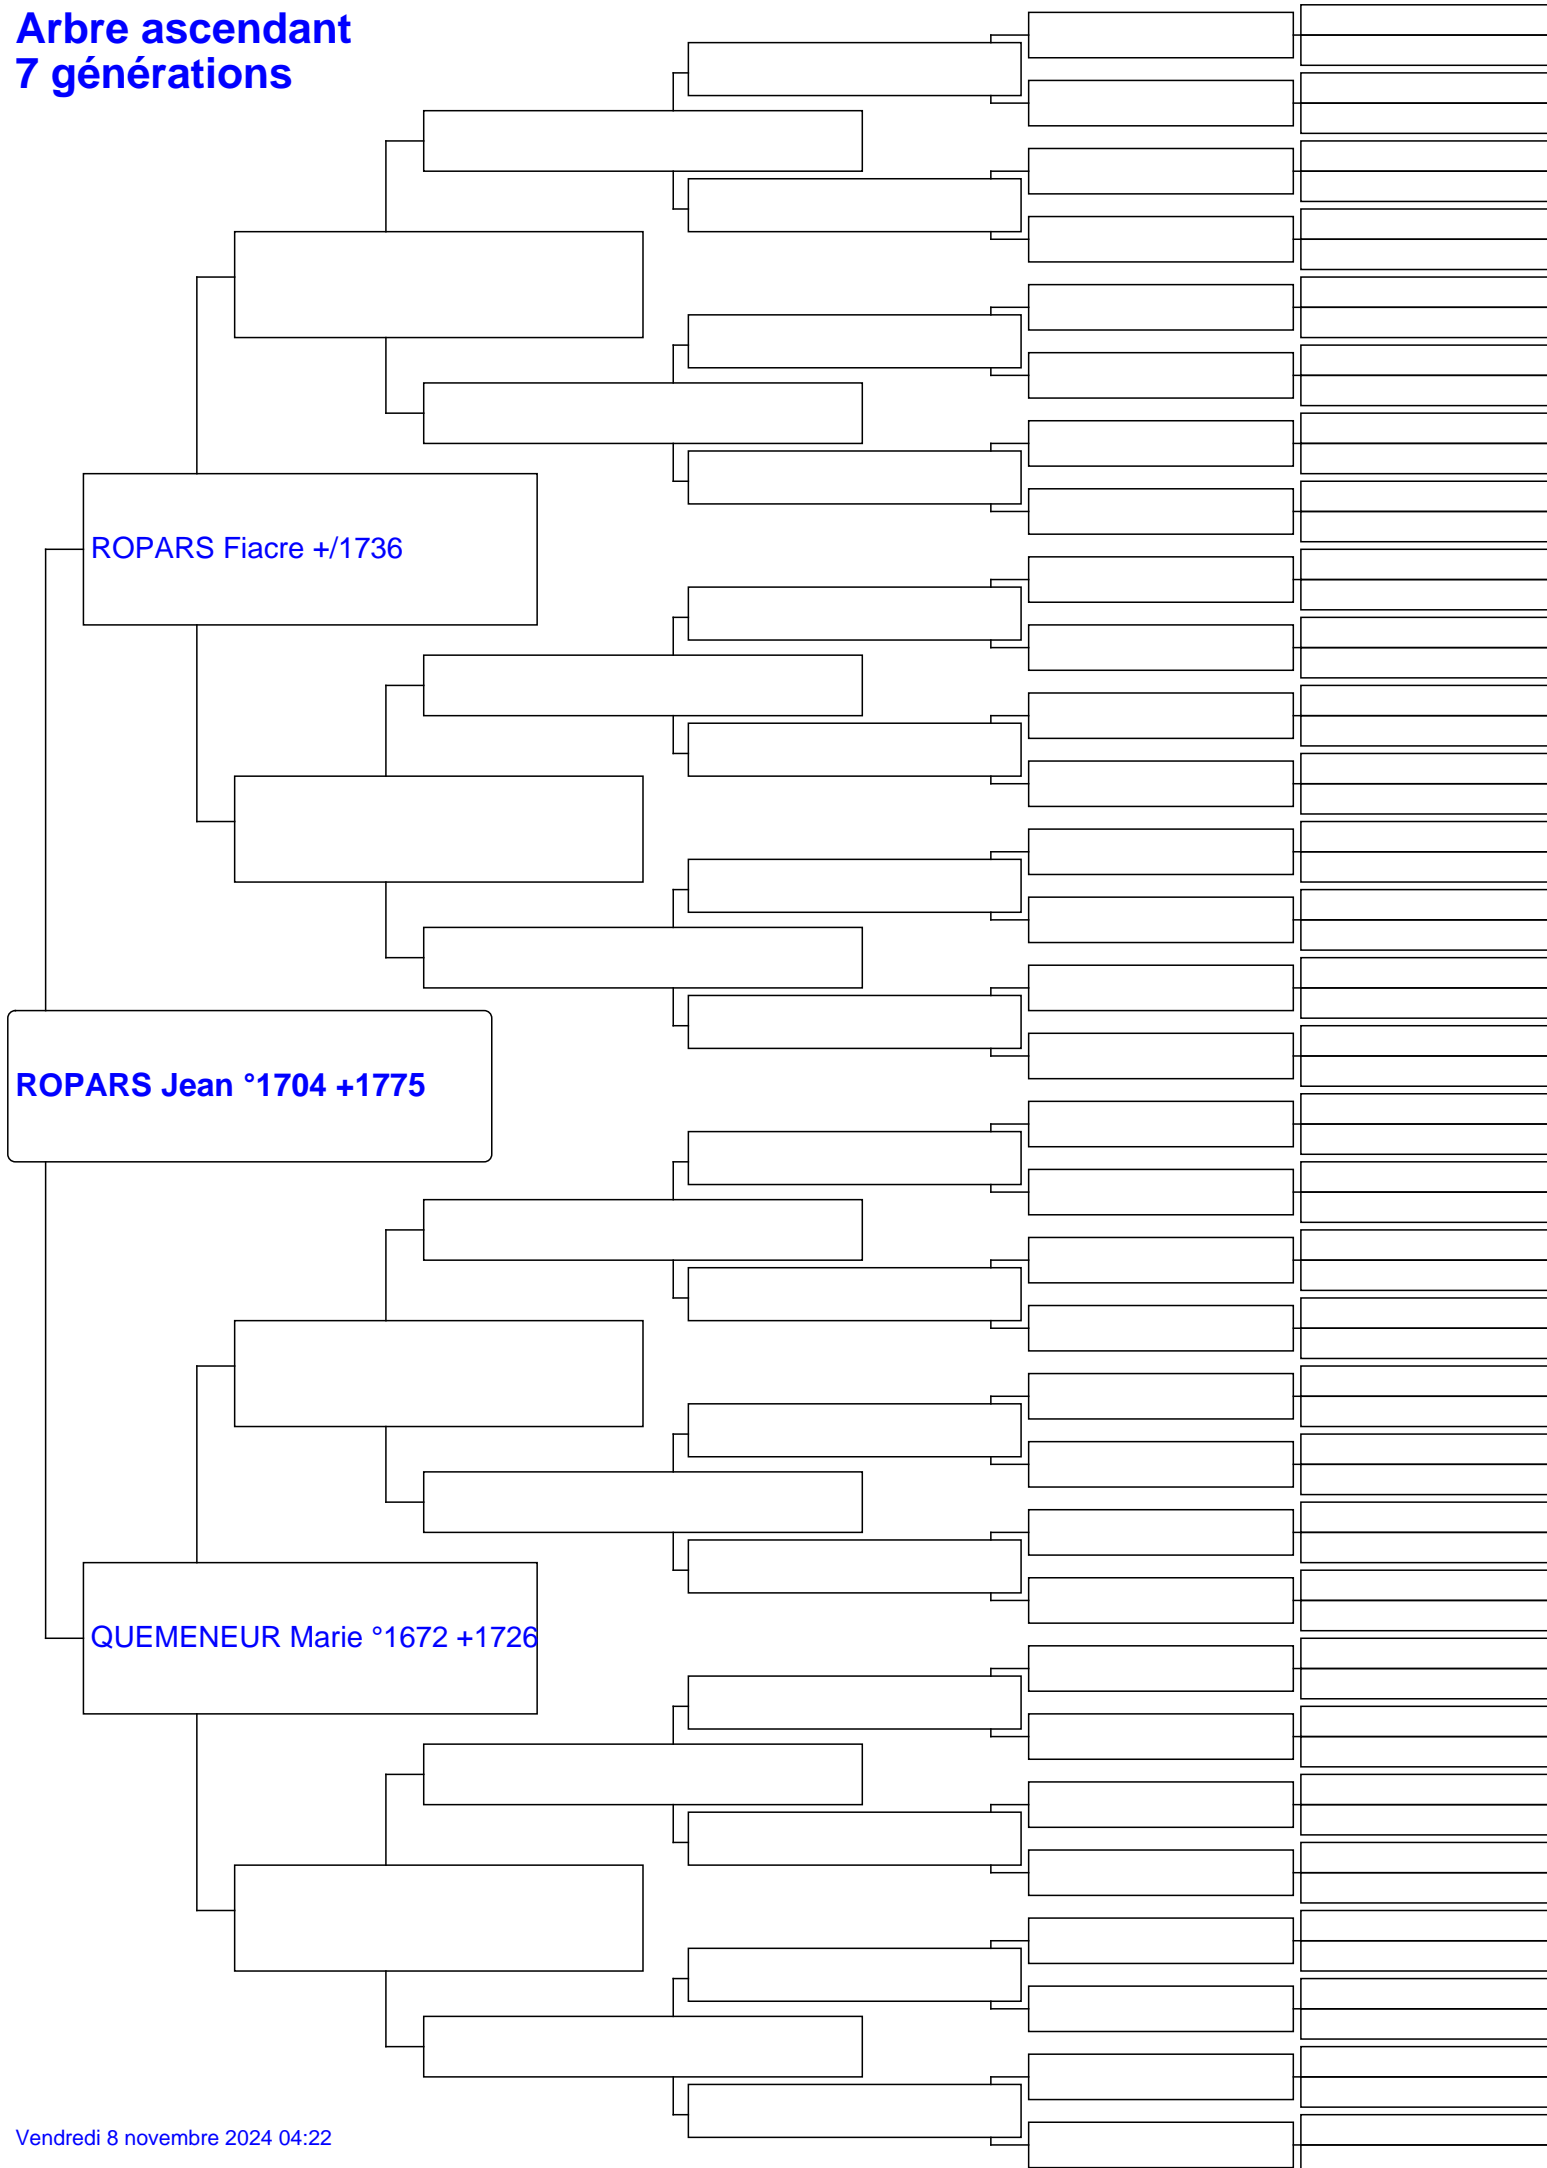 Arbre ascendant
7 générations
ROPARS Fiacre +/1736
ROPARS Jean °1704 +1775
QUEMENEUR Marie °1672 +1726
Vendredi 8 novembre 2024 04:22